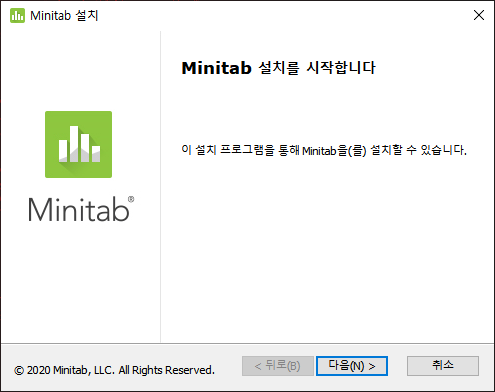 Minitab 설치
Minitab 설치를 시작합니다
이 설치 프로그램을 통해 Minitab을(를) 설치할 수 있습니다.
Minitab®
© 2020 Minitab, LLC. All Rights Reserved.
< 뒤로(B)
다음(N) >
취소